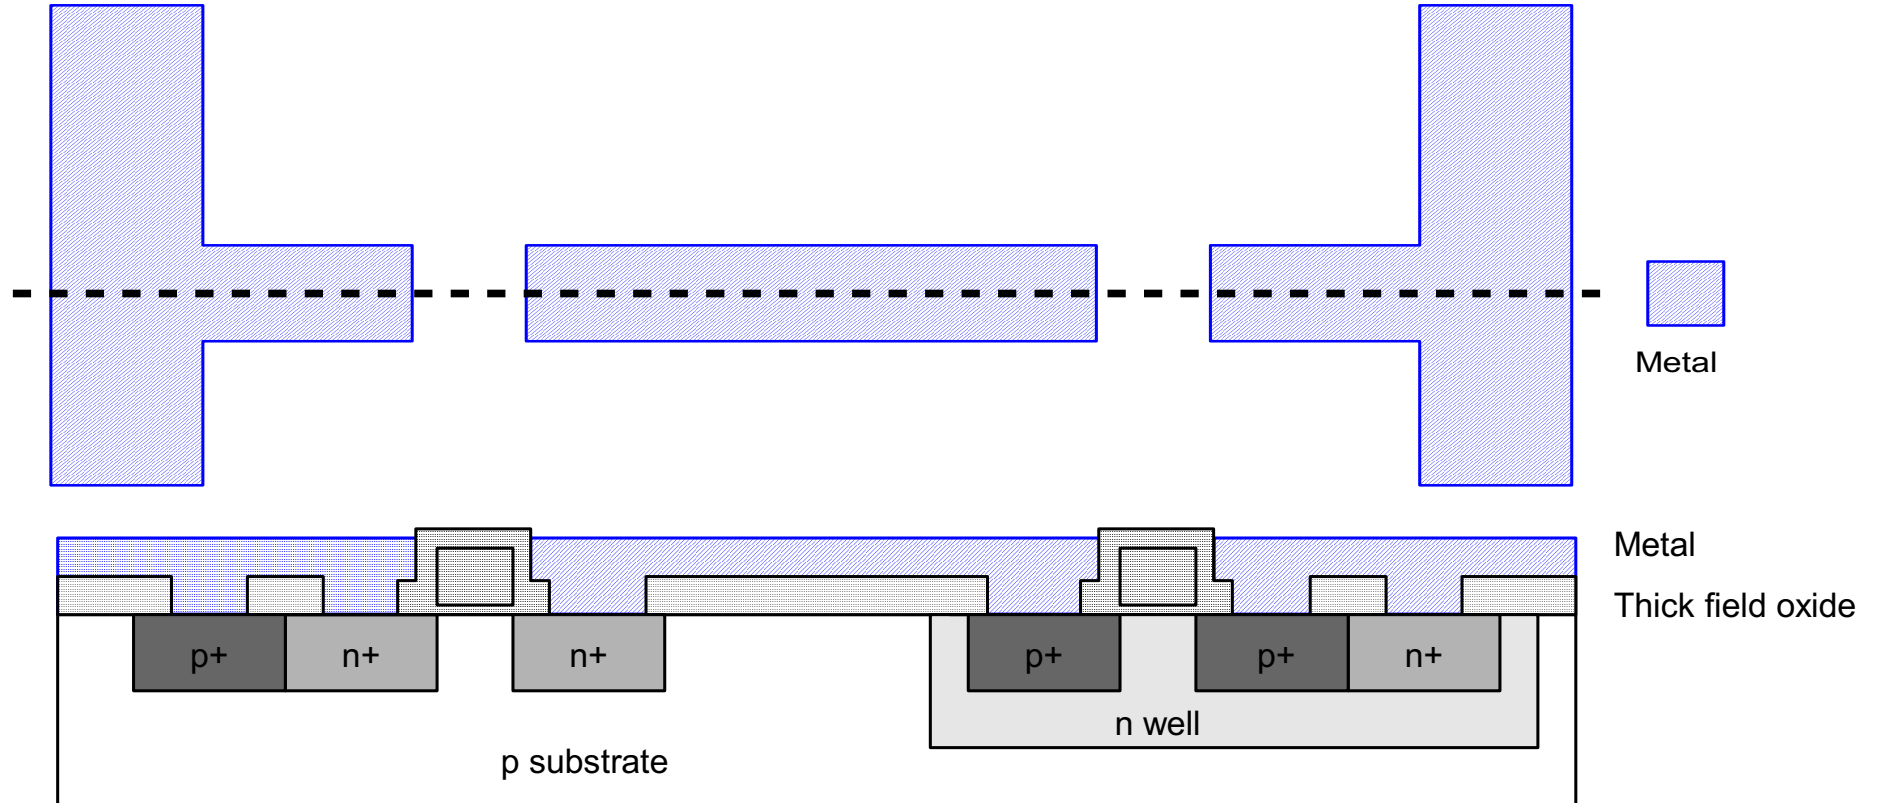 Metal
Metal
Thick field oxide
p+
n+
n+
p+
p+
n+
n well
p substrate